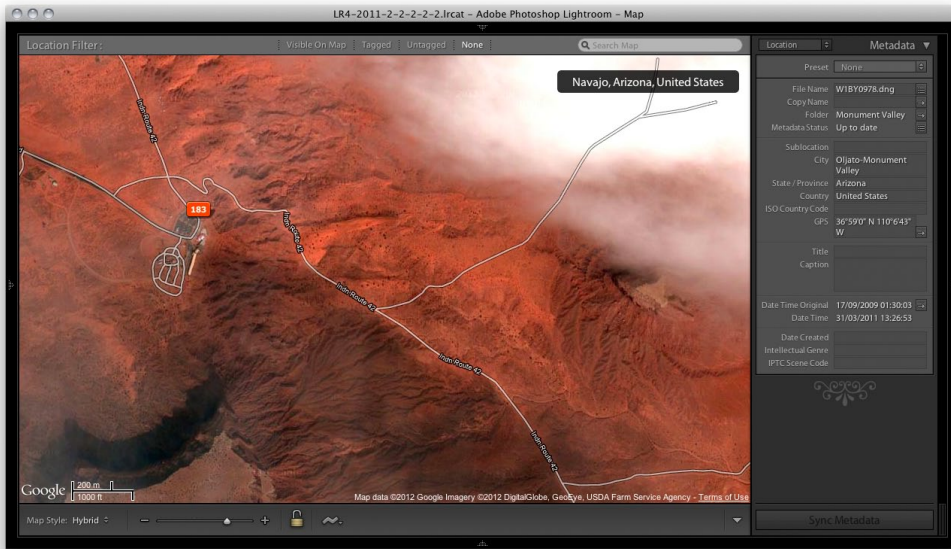 LR4-2011-2-2-2-2-2.lrcat - Adobe Photoshop Lightroom - Map
Location Filter:
Visible On Map
Tagged
Untagged
None
Search Map
Navajo, Arizona, United States
Indn Route 42
183
Indn Route 42
Indn Route 42
Indn Route 42
Indn Route 42
Google
200 m
1000 ft
Map data ©2012 Google Imagery ©2012 DigitalGlobe, GeoEye, USDA Farm Service Agency - Terms of Use
Map Style: Hybrid
Location
Metadata
Preset None
File Name W1BY0978.dng
Copy Name
Folder Monument Valley
Metadata Status Up to date
Sublocation
City Oljato-Monument
Valley
State / Province Arizona
Country United States
ISO Country Code
GPS 36°59'0" N 110°6'43"
W
Title
Caption
Date Time Original 17/09/2009 01:30:03
Date Time 31/03/2011 13:26:53
Date Created
Intellectual Genre
IPTC Scene Code
Sync Metadata